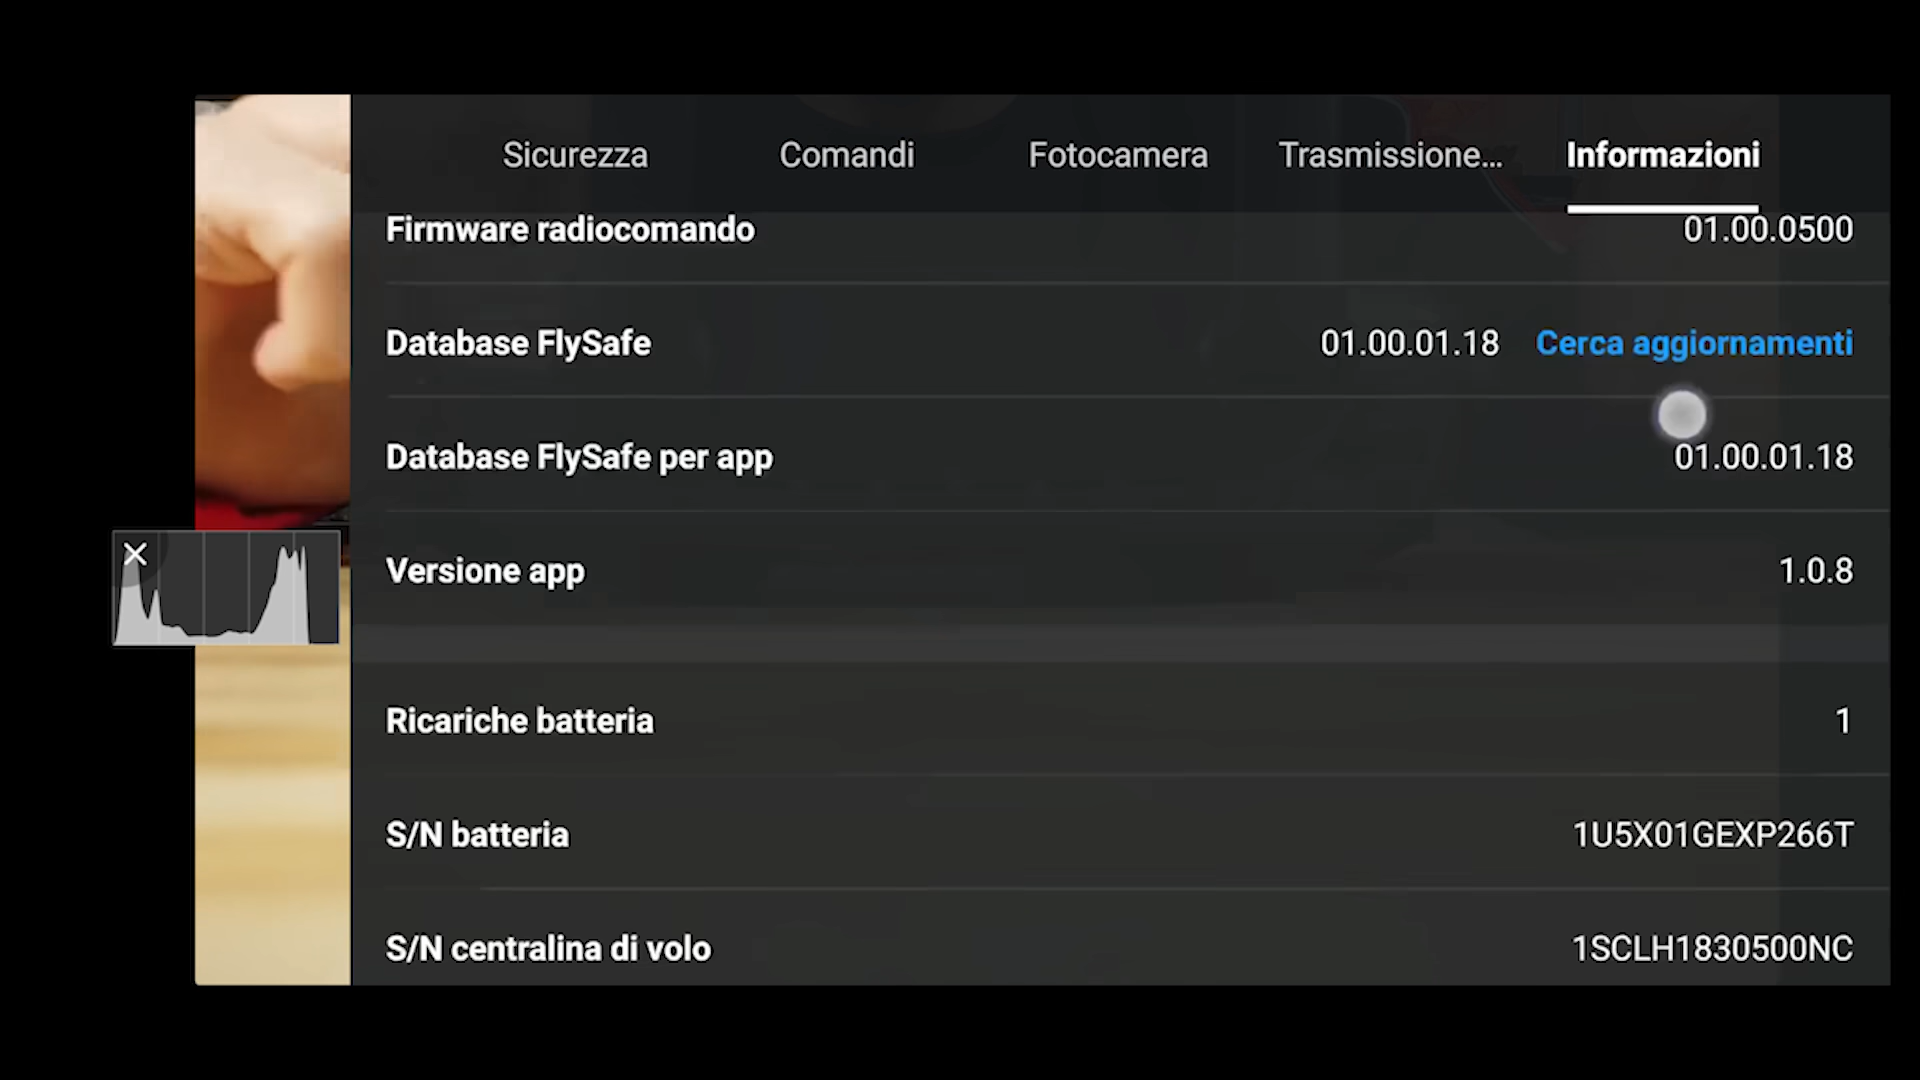 Sicurezza Comandi Fotocamera Trasmissione... Informazioni
Firmware radiocomando 01.00.0500
Database FlySafe 01.00.01.18 Cerca aggiornamenti
Database FlySafe per app 01.00.01.18
Versione app 1.0.8
Ricariche batteria 1
S/N batteria 1U5X01GEXP266T
S/N centralina di volo 1SCLH1830500NC